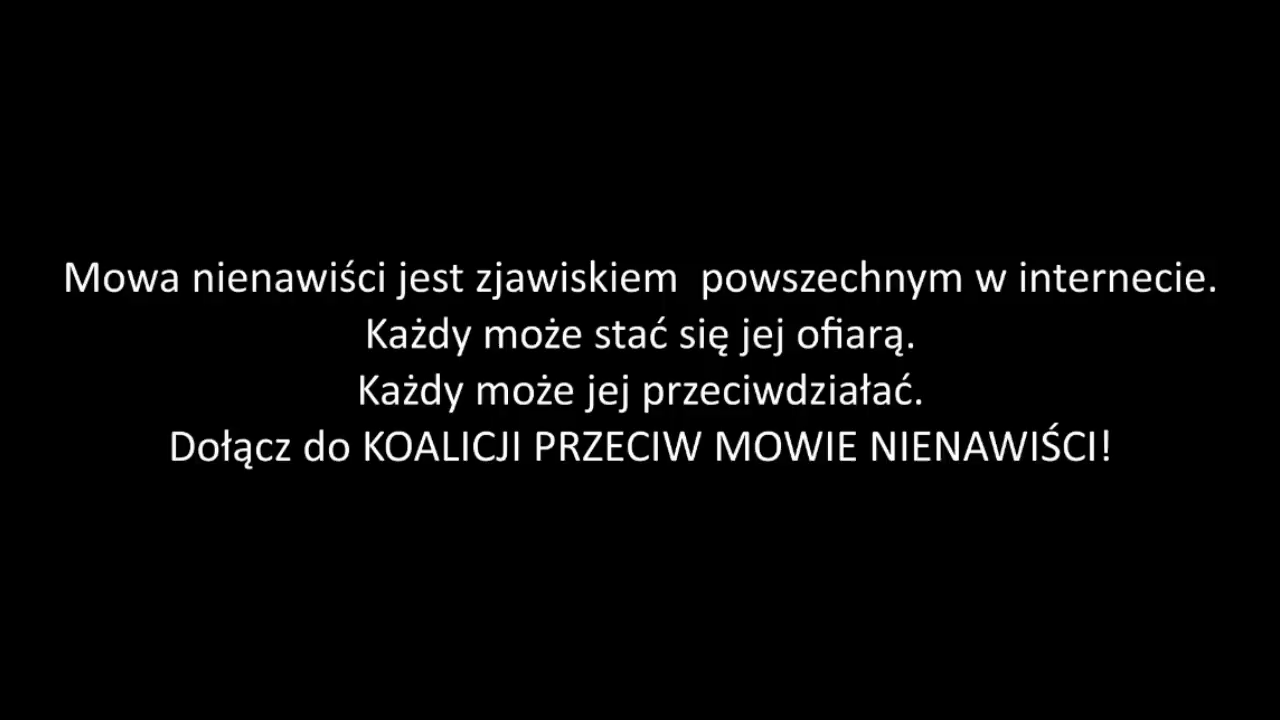 Mowa nienawiści jest zjawiskiem  powszechnym w internecie.
Każdy może stać się jej ofiarą.
Każdy może jej przeciwdziałać.
Dołącz do KOALICJI PRZECIW MOWIE NIENAWIŚCI!